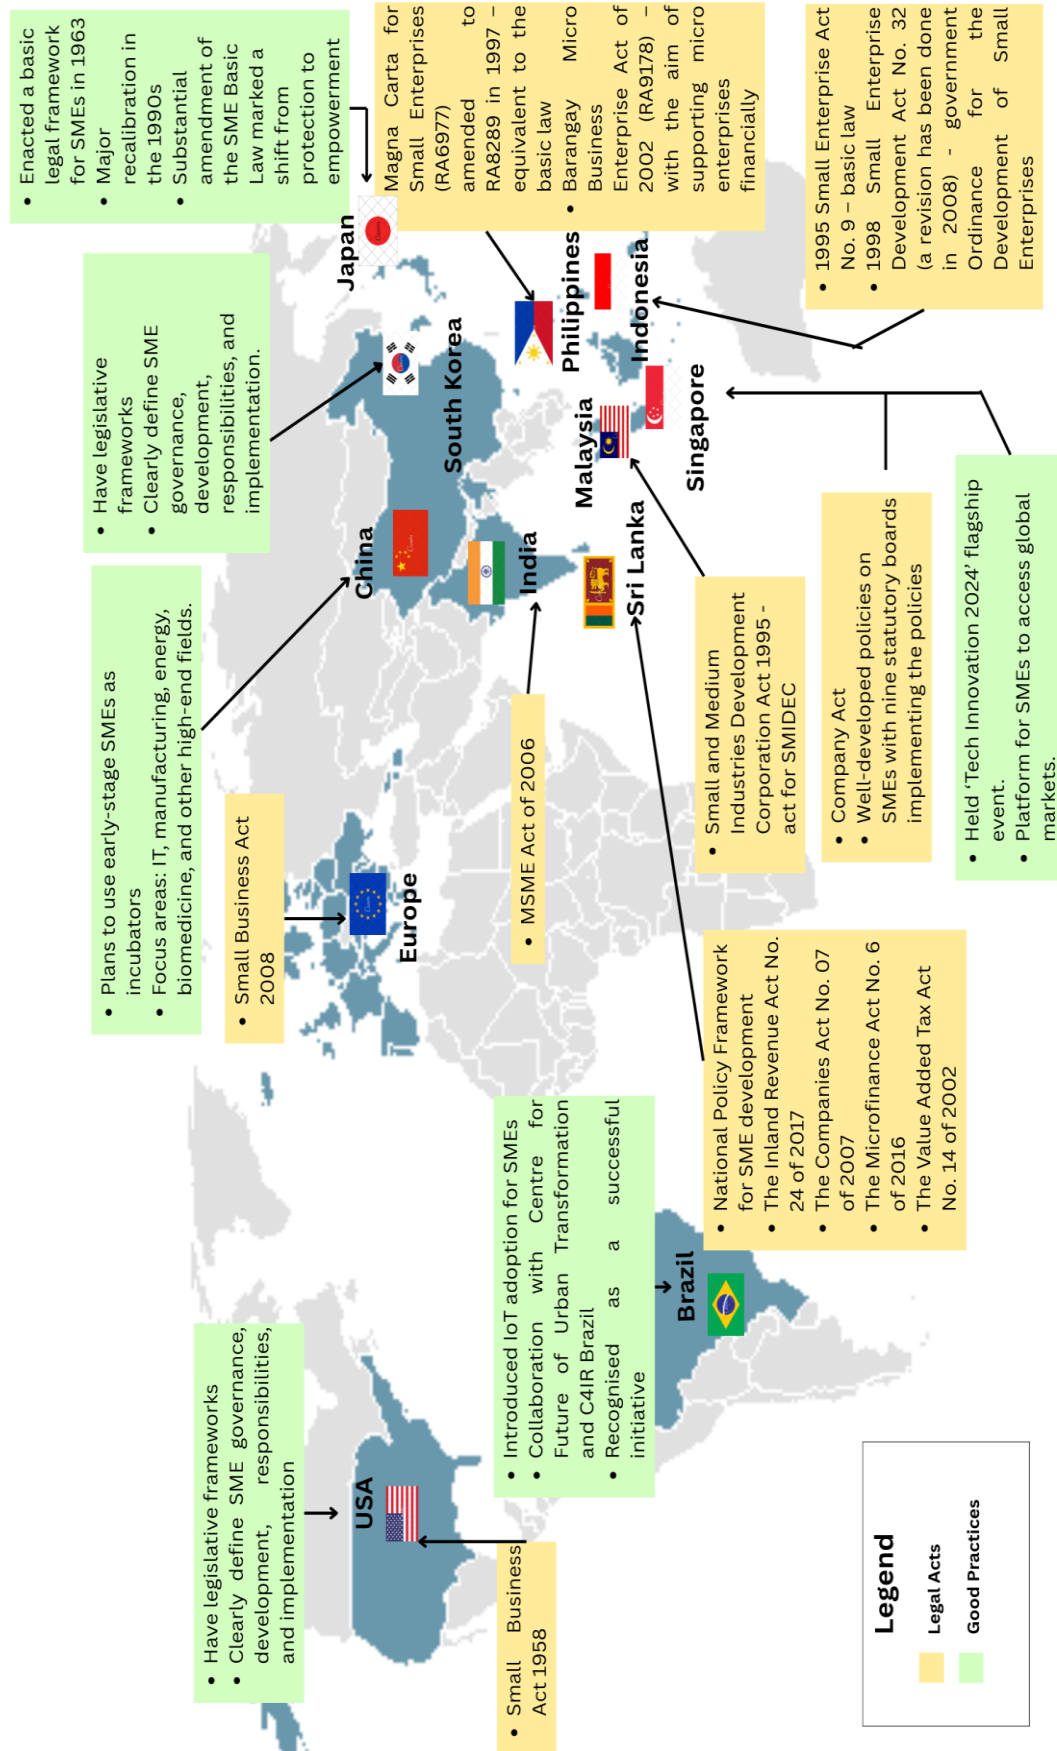 • Have legislative frameworks
• Clearly define SME governance,
development, responsibilities,
and implementation
USA
• Small Business
Act 1958
• Introduced IoT adoption for SMEs
• Collaboration with Centre for
Future of Urban Transformation
and C4IR Brazil
• Recognised as a successful
initiative
Brazil
• Small Business Act
2008
Europe
• Plans to use early-stage SMEs as
incubators
• Focus areas: IT, manufacturing, energy,
biomedicine, and other high-end fields.
China
• Have legislative
frameworks
• Clearly define SME
governance,
development,
responsibilities, and
implementation.
South Korea
• Enacted a basic
legal framework
for SMEs in 1963
• Major
recalibration in
the 1990s
• Substantial
amendment of
the SME Basic
Law marked a
shift from
protection to
empowerment
Japan
Magna Carta for
Small Enterprises
(RA6977)
amended to
RA8289 in 1997 –
equivalent to the
basic law
• Barangay Micro
Business
Enterprise Act of
2002 (RA9178) –
with the aim of
supporting micro
enterprises
financially
Philippines
• MSME Act of 2006
India
Sri Lanka
• National Policy Framework
for SME development
• The Inland Revenue Act No.
24 of 2017
• The Companies Act No. 07
of 2007
• The Microfinance Act No. 6
of 2016
• The Value Added Tax Act
No. 14 of 2002
Malaysia
• Small and Medium
Industries Development
Corporation Act 1995 -
act for SMIDEC
Singapore
• Company Act
• Well-developed policies on
SMEs with nine statutory boards
implementing the policies
• Held ‘Tech Innovation 2024’ flagship
event.
• Platform for SMEs to access global
markets.
Indonesia
• 1995 Small Enterprise Act
No. 9 – basic law
• 1998 Small Enterprise
Development Act No. 32
(a revision has been done
in 2008) - government
Ordinance for the
Development of Small
Enterprises
Legend
Legal Acts
Good Practices